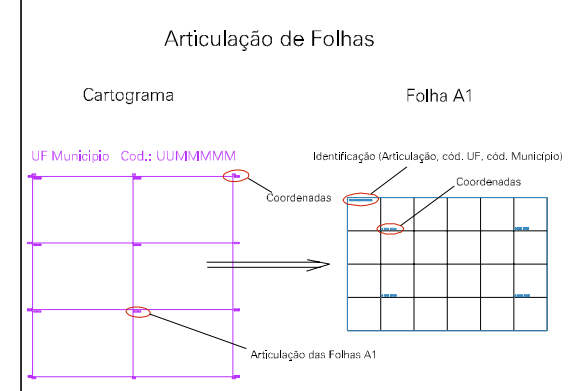 Articulação de Folhas
Cartograma
Folha A1
UF Municipio Cod.: UUMMMMM
Identificação (Articulação, cód. UF, cód. Município)
Coordenadas
Coordenadas
Articulação das Folhas A1